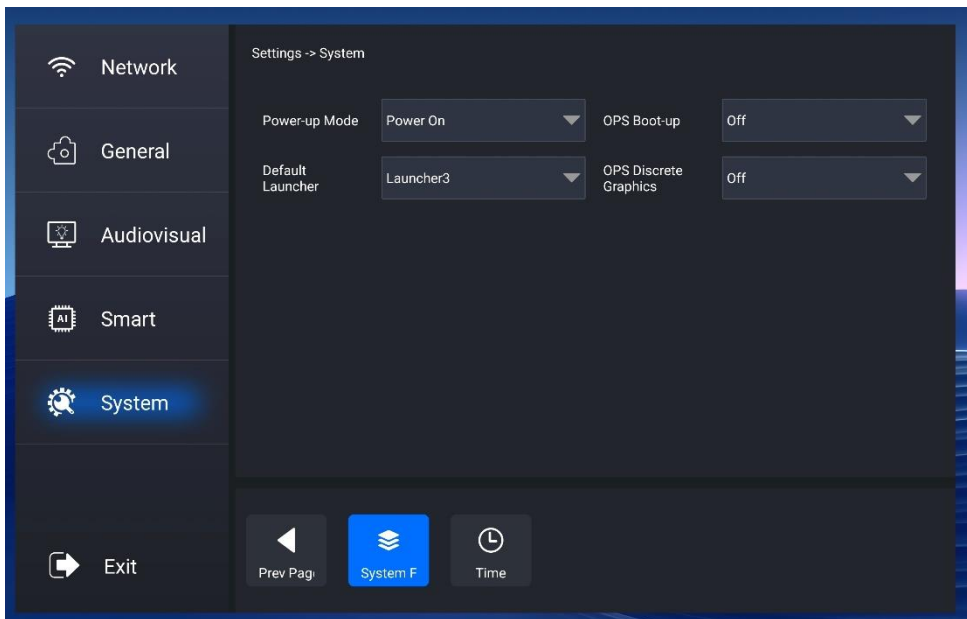 Network
General
Audiovisual
AI
Smart
System
Exit
Settings -> System
Power-up Mode
Power On
OPS Boot-up
Off
Default
Launcher
Launcher3
OPS Discrete
Graphics
Off
Prev Pag
System F
Time